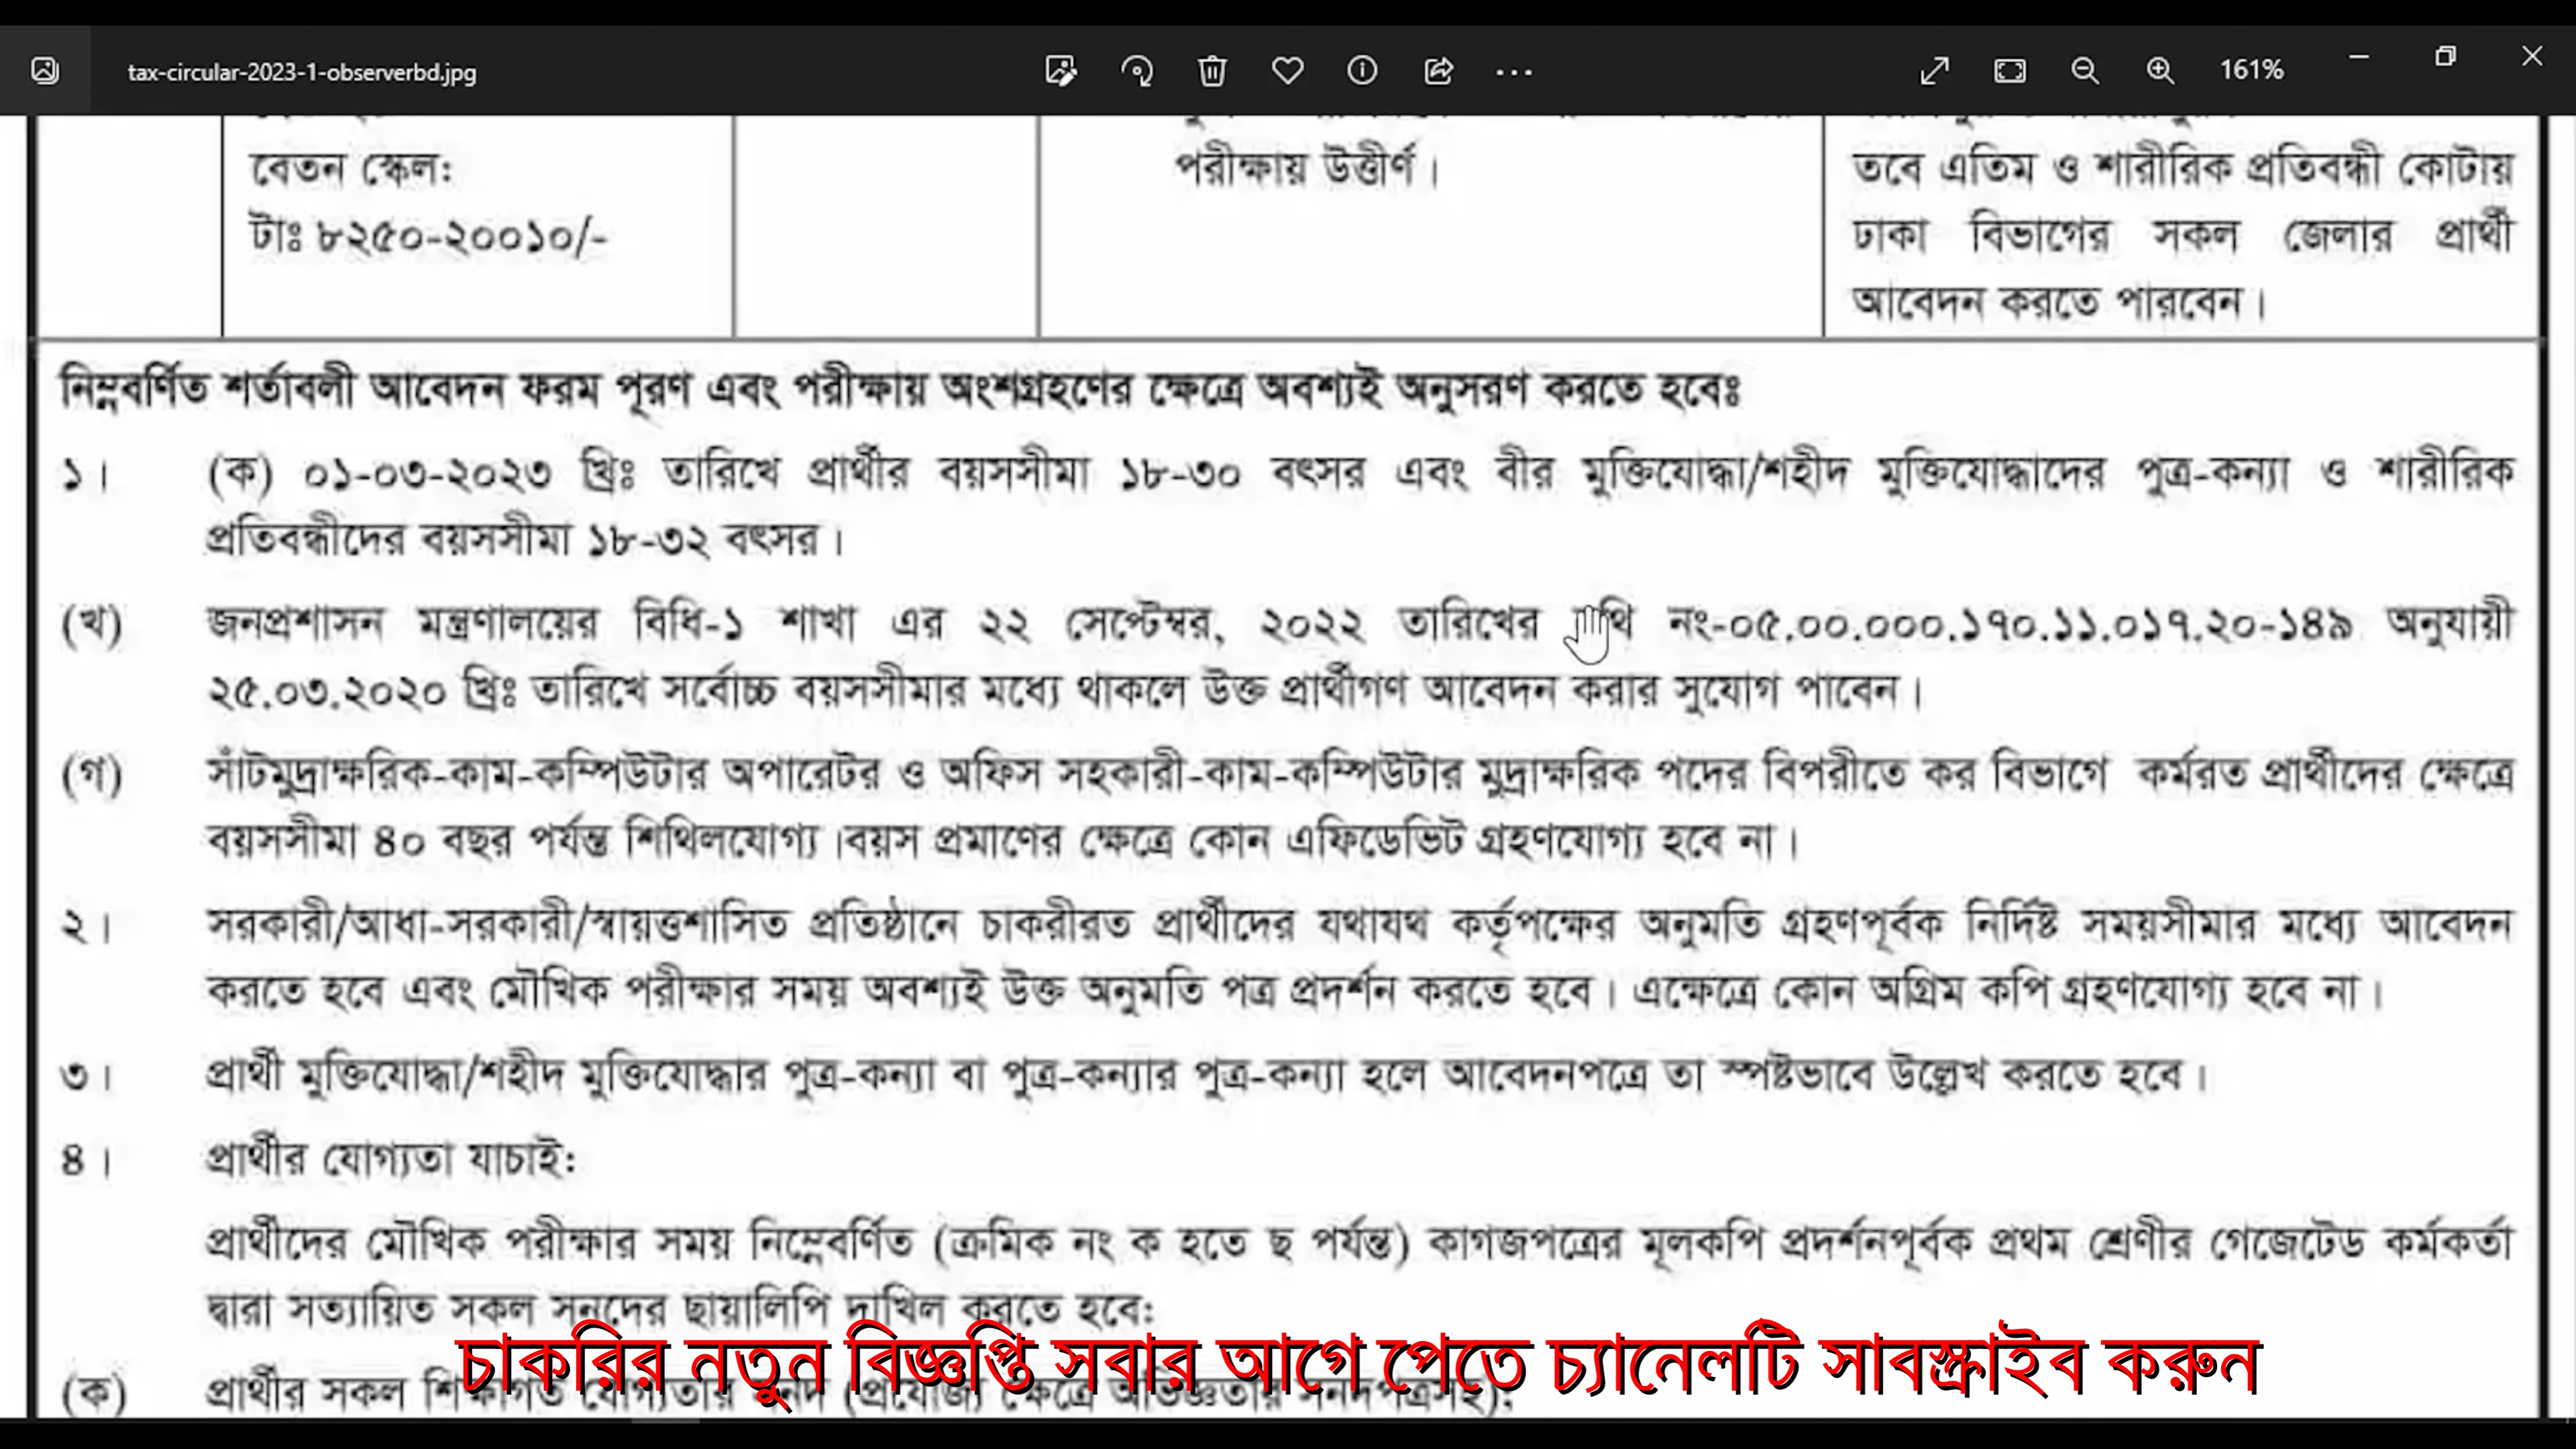 tax-circular-2023-1-observerbd.jpg
161%
বেতন স্কেল:
টাঃ ৮২৫০-২০০১০/-
পরীক্ষায় উত্তীর্ণ।
তবে এতিম ও শারীরিক প্রতিবন্ধী কোটায়
ঢাকা বিভাগের সকল জেলার প্রার্থী
আবেদন করতে পারবেন।
নিম্নবর্ণিত শর্তাবলী আবেদন ফরম পূরণ এবং পরীক্ষায় অংশগ্রহণের ক্ষেত্রে অবশ্যই অনুসরণ করতে হবেঃ
১। (ক) ০১-০৩-২০২৩ খ্রিঃ তারিখে প্রার্থীর বয়সসীমা ১৮-৩০ বৎসর এবং বীর মুক্তিযোদ্ধা/শহীদ মুক্তিযোদ্ধাদের পুত্র-কন্যা ও শারীরিক
প্রতিবন্ধীদের বয়সসীমা ১৮-৩২ বৎসর।
(খ) জনপ্রশাসন মন্ত্রণালয়ের বিধি-১ শাখা এর ২২ সেপ্টেম্বর, ২০২২ তারিখের নং-০৫.০০.০০০.১৭০.১১.০১৭.২০-১৪৯ অনুযায়ী
২৫.০৩.২০২০ খ্রিঃ তারিখে সর্বোচ্চ বয়সসীমার মধ্যে থাকলে উক্ত প্রার্থীগণ আবেদন করার সুযোগ পাবেন।
(গ) সাঁটমুদ্রাক্ষরিক-কাম-কম্পিউটার অপারেটর ও অফিস সহকারী-কাম-কম্পিউটার মুদ্রাক্ষরিক পদের বিপরীতে কর বিভাগে কর্মরত প্রার্থীদের ক্ষেত্রে
বয়সসীমা ৪০ বছর পর্যন্ত শিথিলযোগ্য।বয়স প্রমাণের ক্ষেত্রে কোন এফিডেভিট গ্রহণযোগ্য হবে না।
২। সরকারী/আধা-সরকারী/স্বায়ত্তশাসিত প্রতিষ্ঠানে চাকরীরত প্রার্থীদের যথাযথ কর্তৃপক্ষের অনুমতি গ্রহণপূর্বক নির্দিষ্ট সময়সীমার মধ্যে আবেদন
করতে হবে এবং মৌখিক পরীক্ষার সময় অবশ্যই উক্ত অনুমতি পত্র প্রদর্শন করতে হবে। এক্ষেত্রে কোন অগ্রিম কপি গ্রহণযোগ্য হবে না।
৩। প্রার্থী মুক্তিযোদ্ধা/শহীদ মুক্তিযোদ্ধার পুত্র-কন্যা বা পুত্র-কন্যার পুত্র-কন্যা হলে আবেদনপত্রে তা স্পষ্টভাবে উল্লেখ করতে হবে।
৪। প্রার্থীর যোগ্যতা যাচাই:
প্রার্থীদের মৌখিক পরীক্ষার সময় নিম্নেবর্ণিত (ক্রমিক নং ক হতে ছ পর্যন্ত) কাগজপত্রের মূলকপি প্রদর্শনপূর্বক প্রথম শ্রেণীর গেজেটেড কর্মকর্তা
দ্বারা সত্যায়িত সকল সনদের ছায়ালিপি দাখিল করতে হবে:
চাকরির নতুন বিজ্ঞপ্তি সবার আগে পেতে চ্যানেলটি সাবস্ক্রাইব করুন
(ক) প্রার্থীর সকল শিক্ষাগত যোগ্যতার সনদ (প্রযোজ্য ক্ষেত্রে অভিজ্ঞতার সনদপত্রসহ);